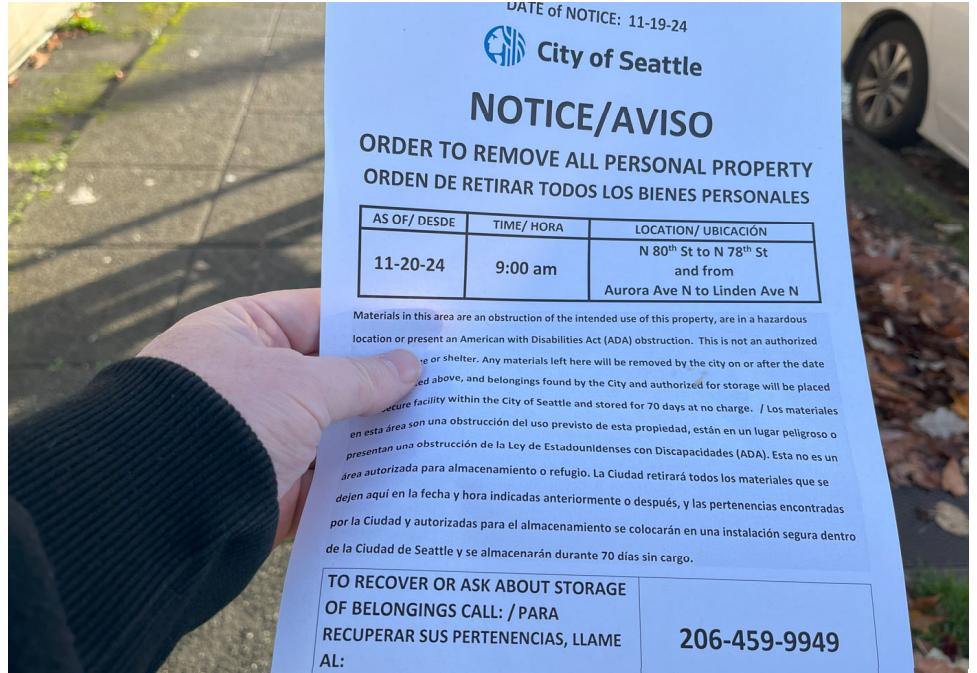 DATE of NOTICE: 11-19-24
City of Seattle
NOTICE/AVISO
ORDER TO REMOVE ALL PERSONAL PROPERTY
ORDEN DE RETIRAR TODOS LOS BIENES PERSONALES
AS OF/ DESDE TIME/ HORA LOCATION/ UBICACIÓN
11-20-24 9:00 am N 80th St to N 78th St
and from
Aurora Ave N to Linden Ave N
Materials in this area are an obstruction of the intended use of this property, are in a hazardous
location or present an American with Disabilities Act (ADA) obstruction. This is not an authorized
or shelter. Any materials left here will be removed by the city on or after the date
above, and belongings found by the City and authorized for storage will be placed
facility within the City of Seattle and stored for 70 days at no charge. / Los materiales
en esta área son una obstrucción del uso previsto de esta propiedad, están en un lugar peligroso o
presentan una obstrucción de la Ley de Estadounidenses con Discapacidades (ADA). Esta no es un
área autorizada para almacenamiento o refugio. La Ciudad retirará todos los materiales que se
dejen aquí en la fecha y hora indicadas anteriormente o después, y las pertenencias encontradas
por la Ciudad y autorizadas para el almacenamiento se colocarán en una instalación segura dentro
de la Ciudad de Seattle y se almacenarán durante 70 días sin cargo.
TO RECOVER OR ASK ABOUT STORAGE
OF BELONGINGS CALL: / PARA
RECUPERAR SUS PERTENENCIAS, LLAME
AL:
206-459-9949